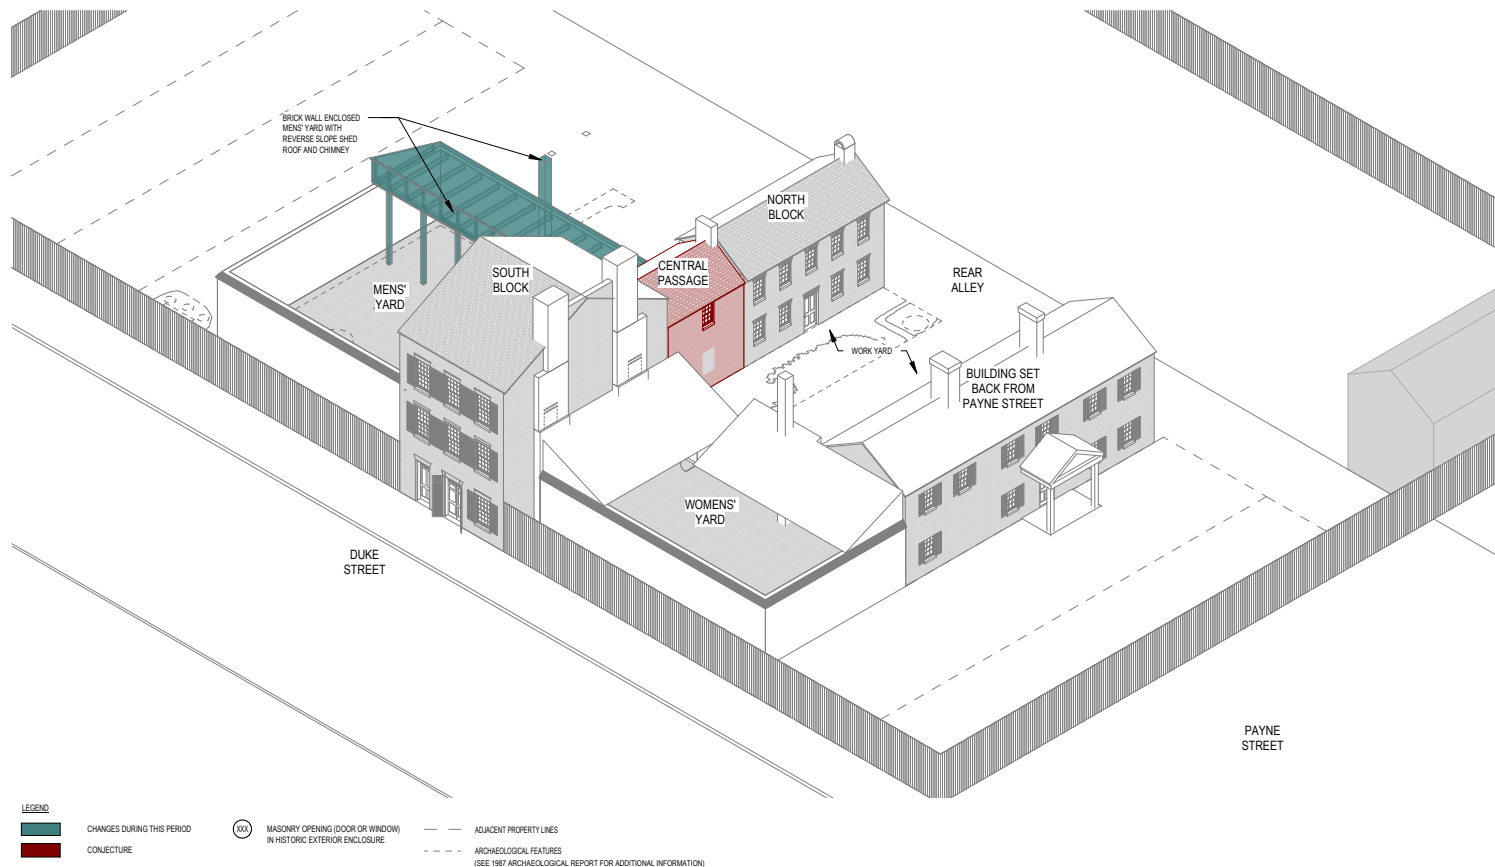 BRICK WALL ENCLOSED
MENS' YARD WITH
REVERSE SLOPE SHED
ROOF AND CHIMNEY
NORTH
BLOCK
CENTRAL
PASSAGE
SOUTH
BLOCK
MENS'
YARD
REAR
ALLEY
WORK YARD
BUILDING SET
BACK FROM
PAYNE STREET
WOMENS'
YARD
DUKE
STREET
PAYNE
STREET
LEGEND
CHANGES DURING THIS PERIOD
CONJECTURE
XXX
MASONRY OPENING (DOOR OR WINDOW)
IN HISTORIC EXTERIOR ENCLOSURE
ADJACENT PROPERTY LINES
ARCHAEOLOGICAL FEATURES
(SEE 1987 ARCHAEOLOGICAL REPORT FOR ADDITIONAL INFORMATION)